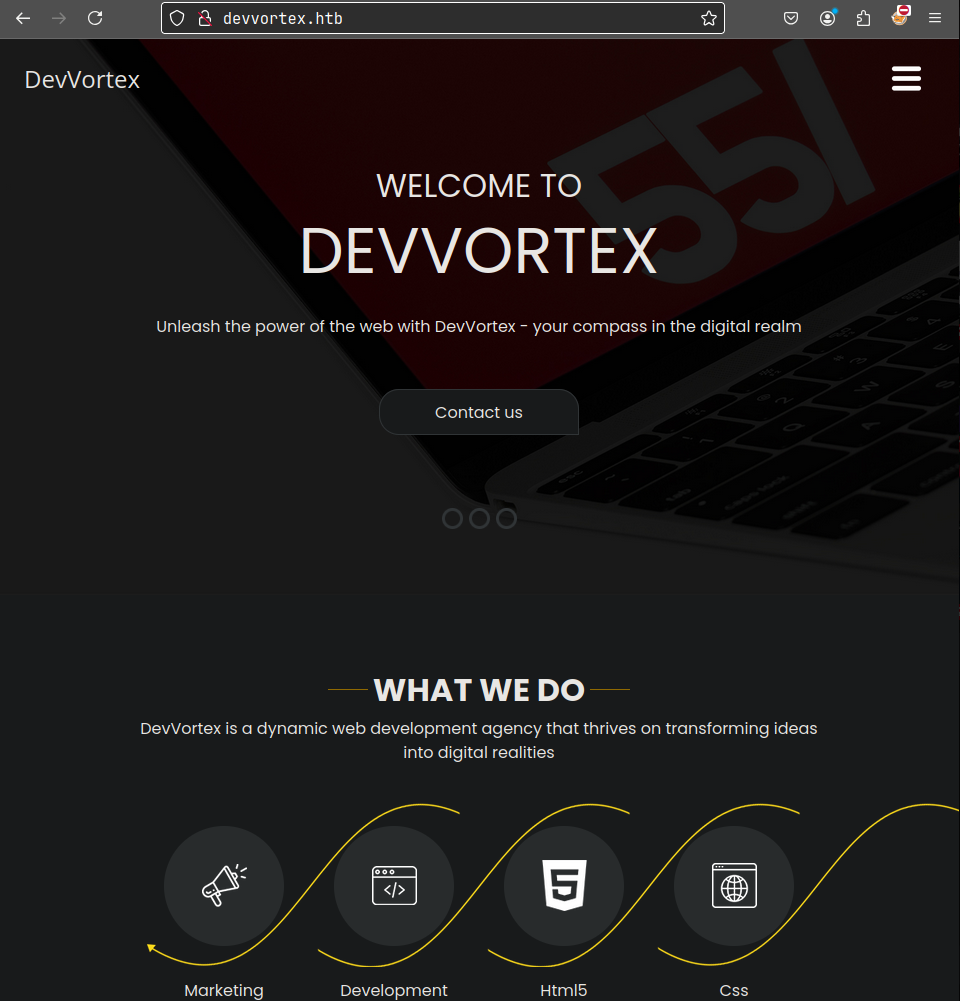 devvortex.htb
DevVortex
55/
WELCOME TO
DEVVORTEX
Unleash the power of the web with DevVortex - your compass in the digital realm
Contact us
WHAT WE DO
DevVortex is a dynamic web development agency that thrives on transforming ideas
into digital realities
</>
Marketing
Development
Html5
Css